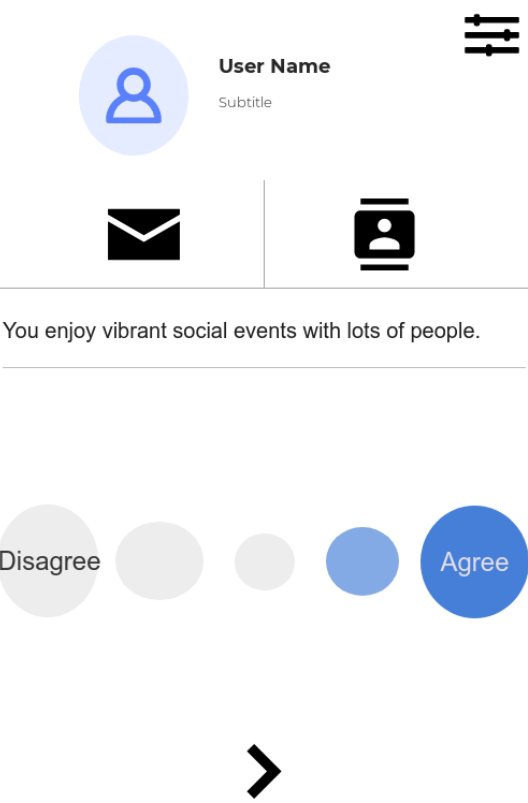 User Name
Subtitle
You enjoy vibrant social events with lots of people.
Disagree
Agree